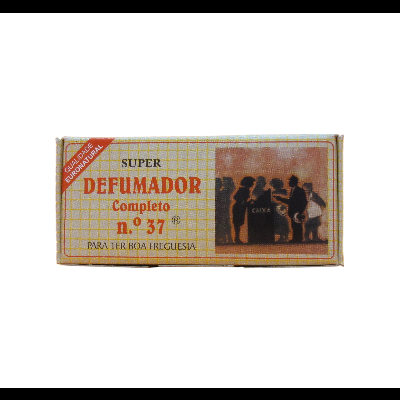 QUALIDADE
EURONATURAL
SUPER
DEFUMADOR
Completo
n.º 37 ®
PARA TER BOA FREGUESIA
CAIXA